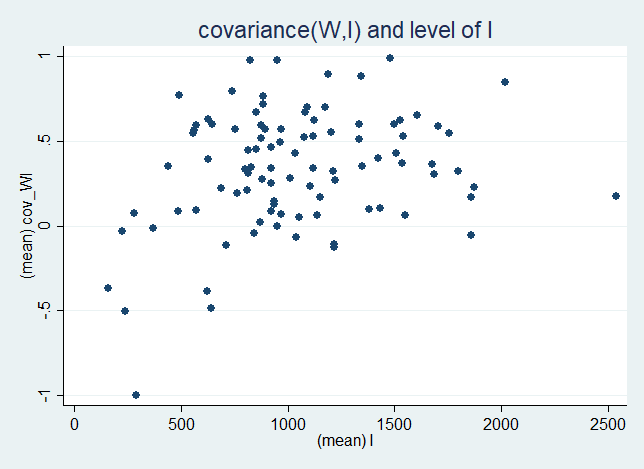 covariance(W,I) and level of I
(mean) cov_WI
1
.5
0
-.5
-1
0 500 1000 1500 2000 2500
(mean) I